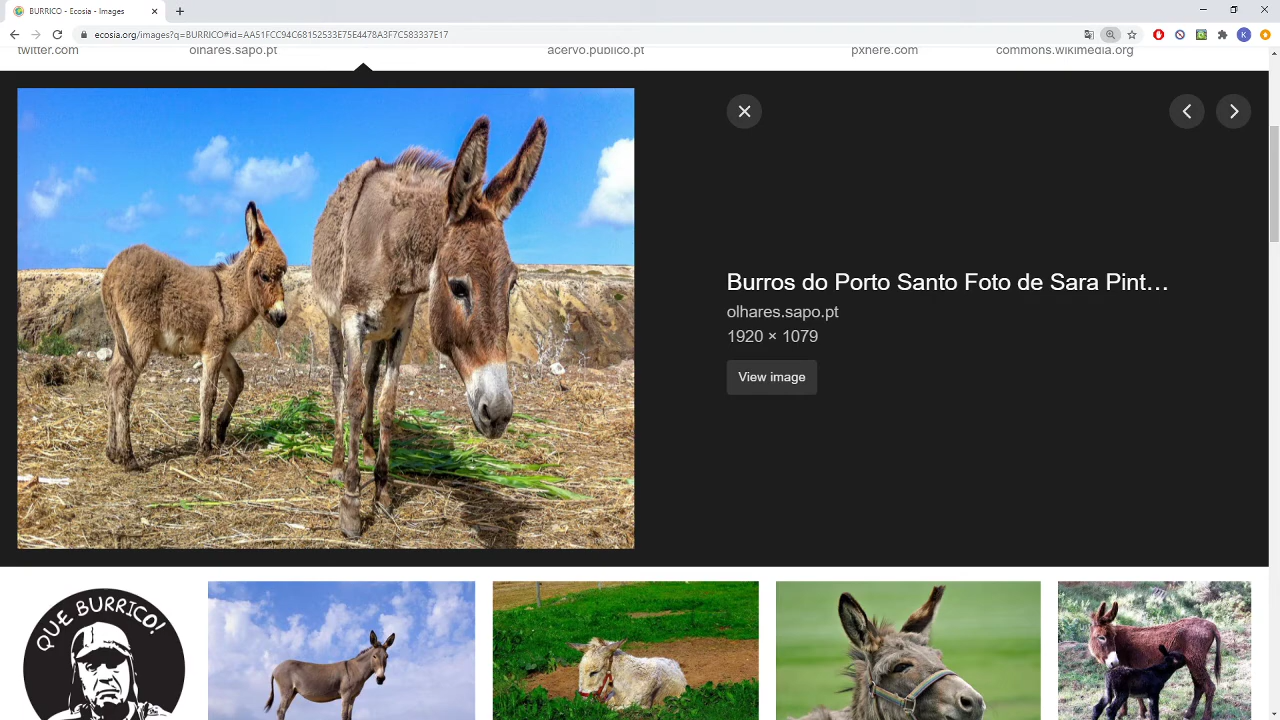 BURRICO - Ecosia - Images
ecosia.org/images?q=BURRICO#id=AA51FCC94C68152533E75E4478A3F7C583337E17
K
twitter.com
olhares.sapo.pt
acervo.publico.pt
pxnere.com
commons.wikimedia.org
Burros do Porto Santo Foto de Sara Pint...
olhares.sapo.pt
1920 × 1079
View image
QUE BURRICO!